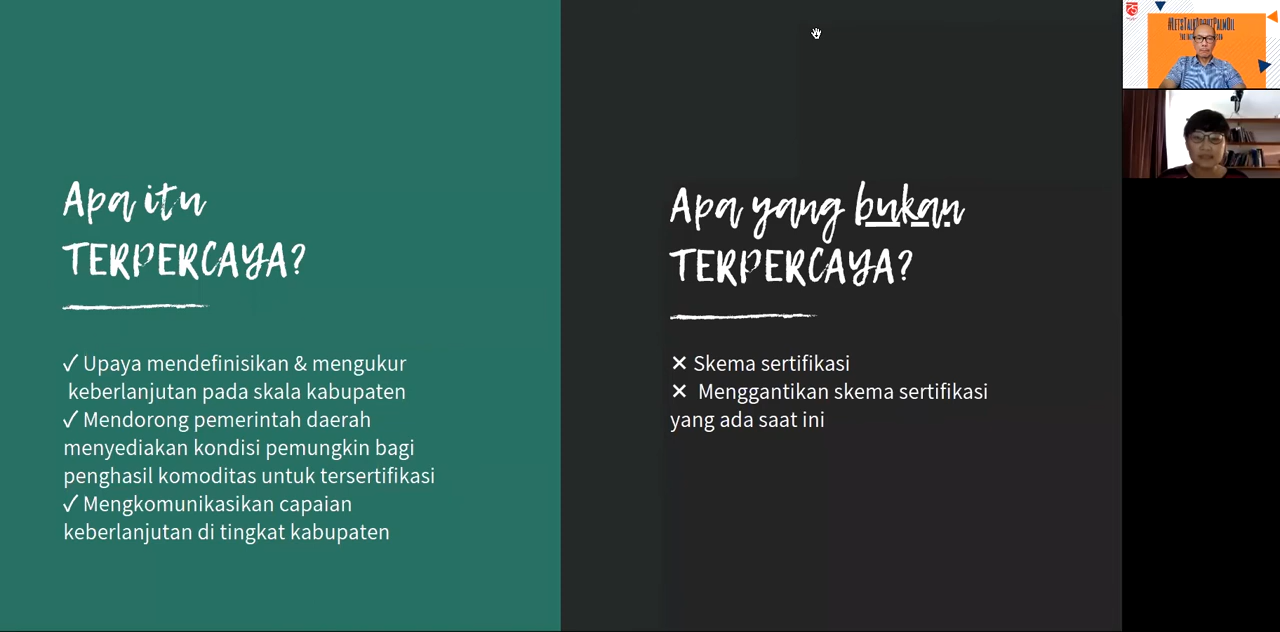 Apa itu
TERPERCAYA?
✓ Upaya mendefinisikan & mengukur
keberlanjutan pada skala kabupaten
✓ Mendorong pemerintah daerah
menyediakan kondisi pemungkin bagi
penghasil komoditas untuk tersertifikasi
✓ Mengkomunikasikan capaian
keberlanjutan di tingkat kabupaten
Apa yang bukan
TERPERCAYA?
✕ Skema sertifikasi
✕ Menggantikan skema sertifikasi
yang ada saat ini
#LETSTALKABOUTPALMOIL